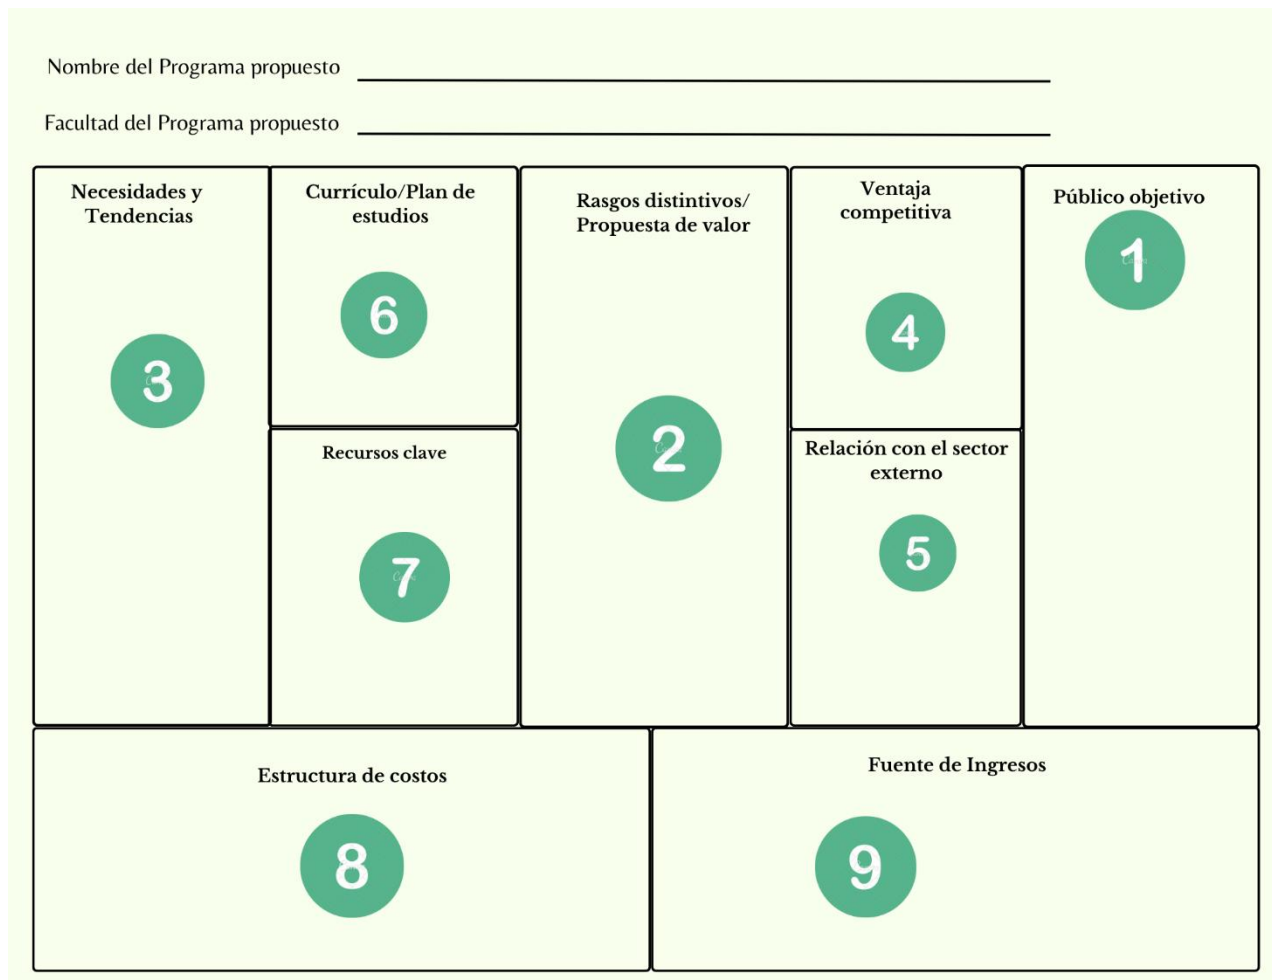 Nombre del Programa propuesto
Facultad del Programa propuesto
Necesidades y
Tendencias
3
Currículo/Plan de
estudios
6
Recursos clave
7
Rasgos distintivos/
Propuesta de valor
2
Ventaja
competitiva
4
Relación con el sector
externo
5
Público objetivo
1
Estructura de costos
8
Fuente de Ingresos
9